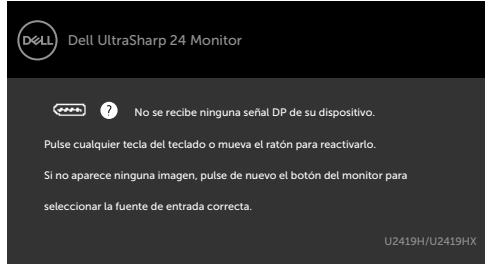 DELL Dell UltraSharp 24 Monitor
? No se recibe ninguna señal DP de su dispositivo.
Pulse cualquier tecla del teclado o mueva el ratón para reactivarlo.
Si no aparece ninguna imagen, pulse de nuevo el botón del monitor para
seleccionar la fuente de entrada correcta.
U2419H/U2419HX